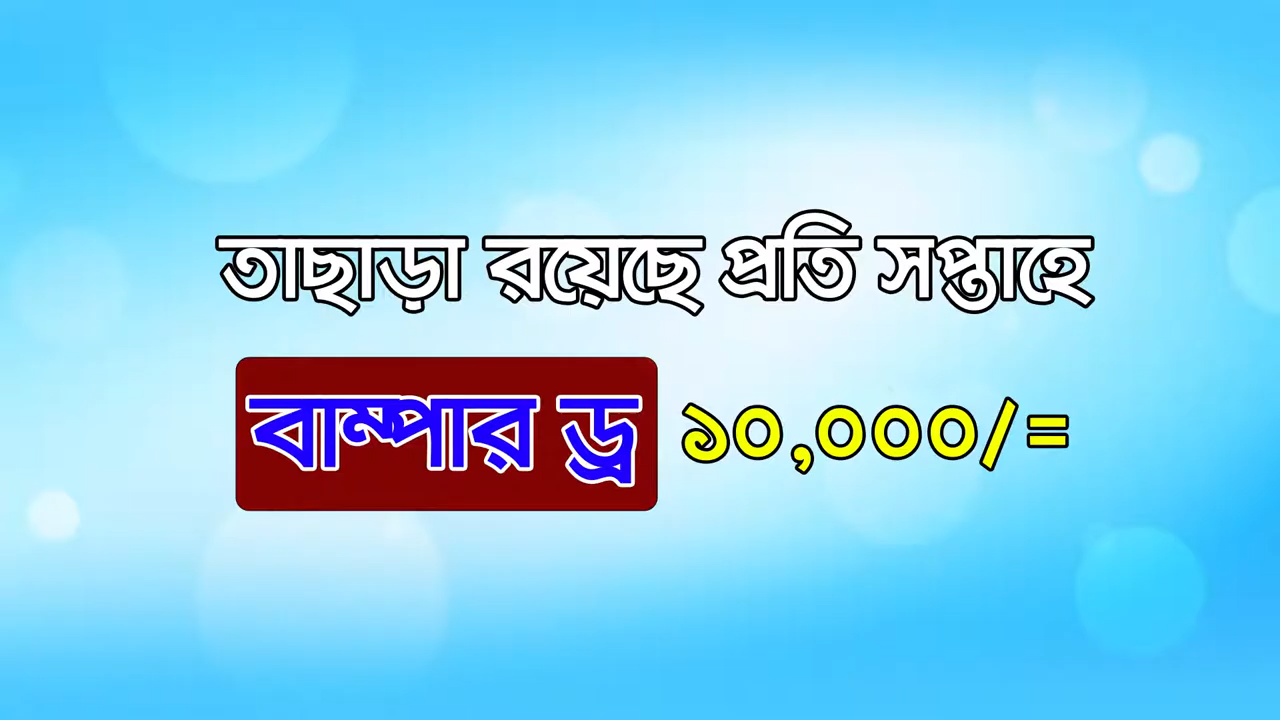 তাছাড়া রয়েছে প্রতি সপ্তাহে
বাম্পার ড্র ১০,০০০/=